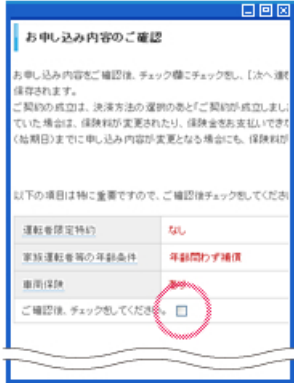 お申し込み内容のご確認
お申し込み内容をご確認後、チェック欄にチェックをし、[次へ進む
保存されます。
ご契約の成立は、決済方法の選択のあと「ご契約が成立しまし
ていた場合は、保険料が変更されたり、保険金をお支払いでき
(始期日)までに申し込み内容が変更となる場合にも、保険料が
以下の項目は特に重要ですので、ご確認後チェックをしてくださ
運転者限定特約 なし
家族運転者等の年齢条件 年齢問わず補償
車両保険
ご確認後、チェックをしてください。